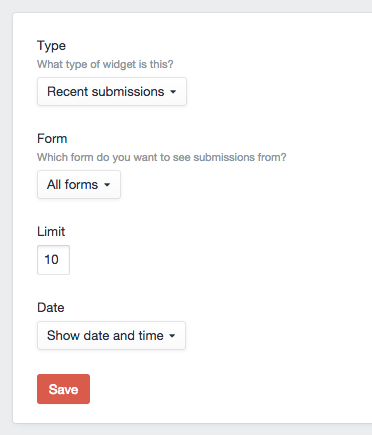 Type
What type of widget is this?
Recent submissions
Form
Which form do you want to see submissions from?
All forms
Limit
10
Date
Show date and time
Save